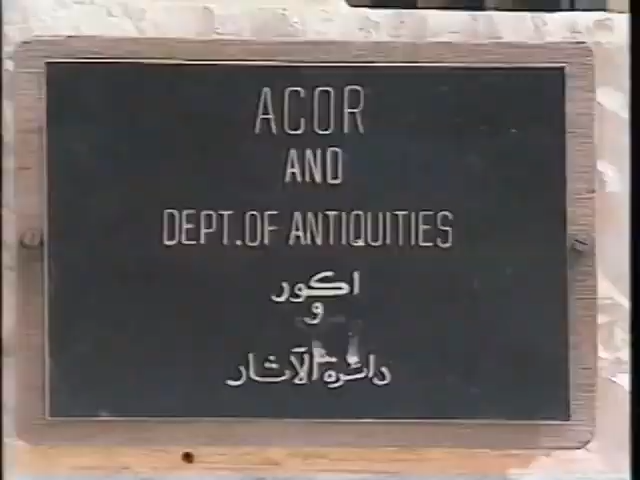 ACOR
AND
DEPT.OF ANTIQUITIES
اكور
و
دائرة الآثار